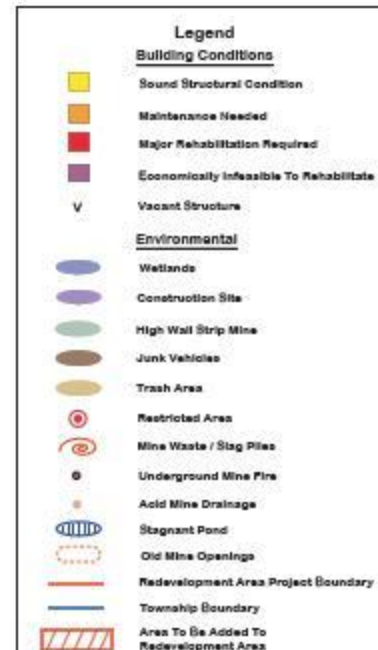 Legend
Building Conditions
Sound Structural Condition
Maintenance Needed
Major Rehabilitation Required
Economically Infeasible To Rehabilitate
V Vacant Structure
Environmental
Wetlands
Construction Site
High Wall Strip Mine
Junk Vehicles
Trash Area
Restricted Area
Mine Waste / Slag Piles
Underground Mine Fire
Acid Mine Drainage
Stagnant Pond
Old Mine Openings
Redevelopment Area Project Boundary
Township Boundary
Area To Be Added To
Redevelopment Area